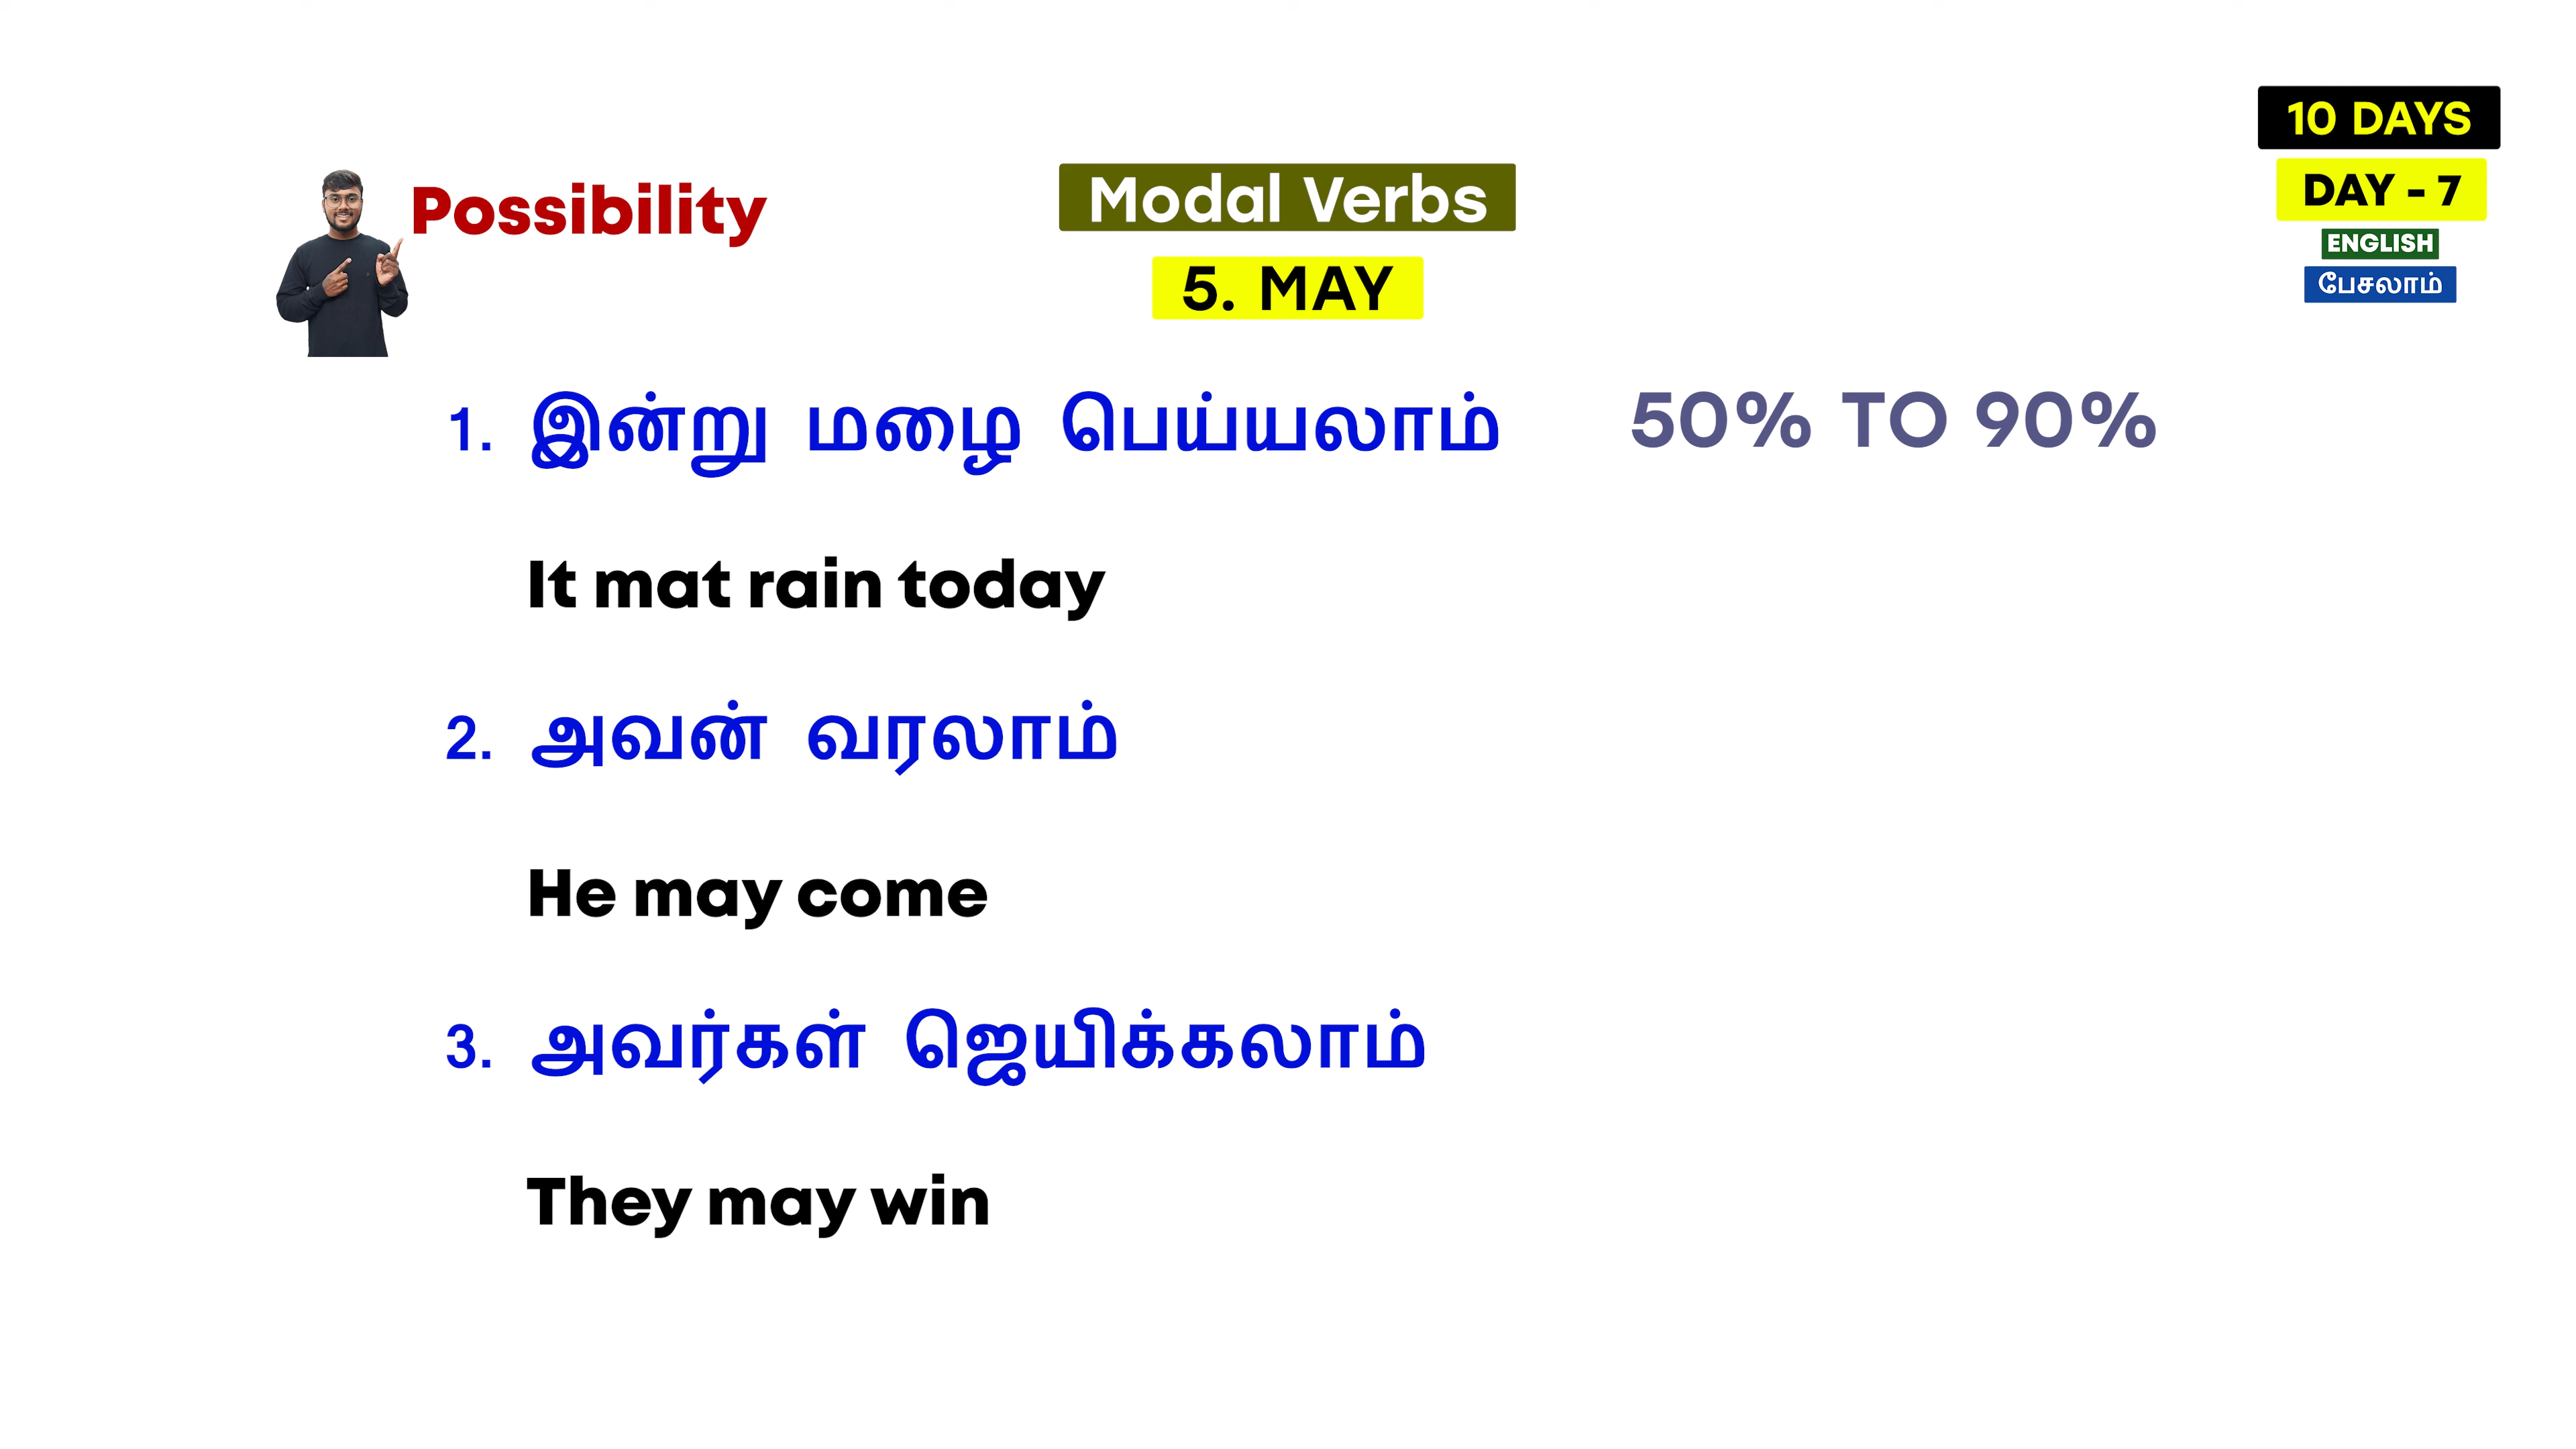 10 DAYS
DAY - 7
ENGLISH
பேசலாம்
Possibility
Modal Verbs
5. MAY
1. இன்று மழை பெய்யலாம் 50% TO 90%
It mat rain today
2. அவன் வரலாம்
He may come
3. அவர்கள் ஜெயிக்கலாம்
They may win